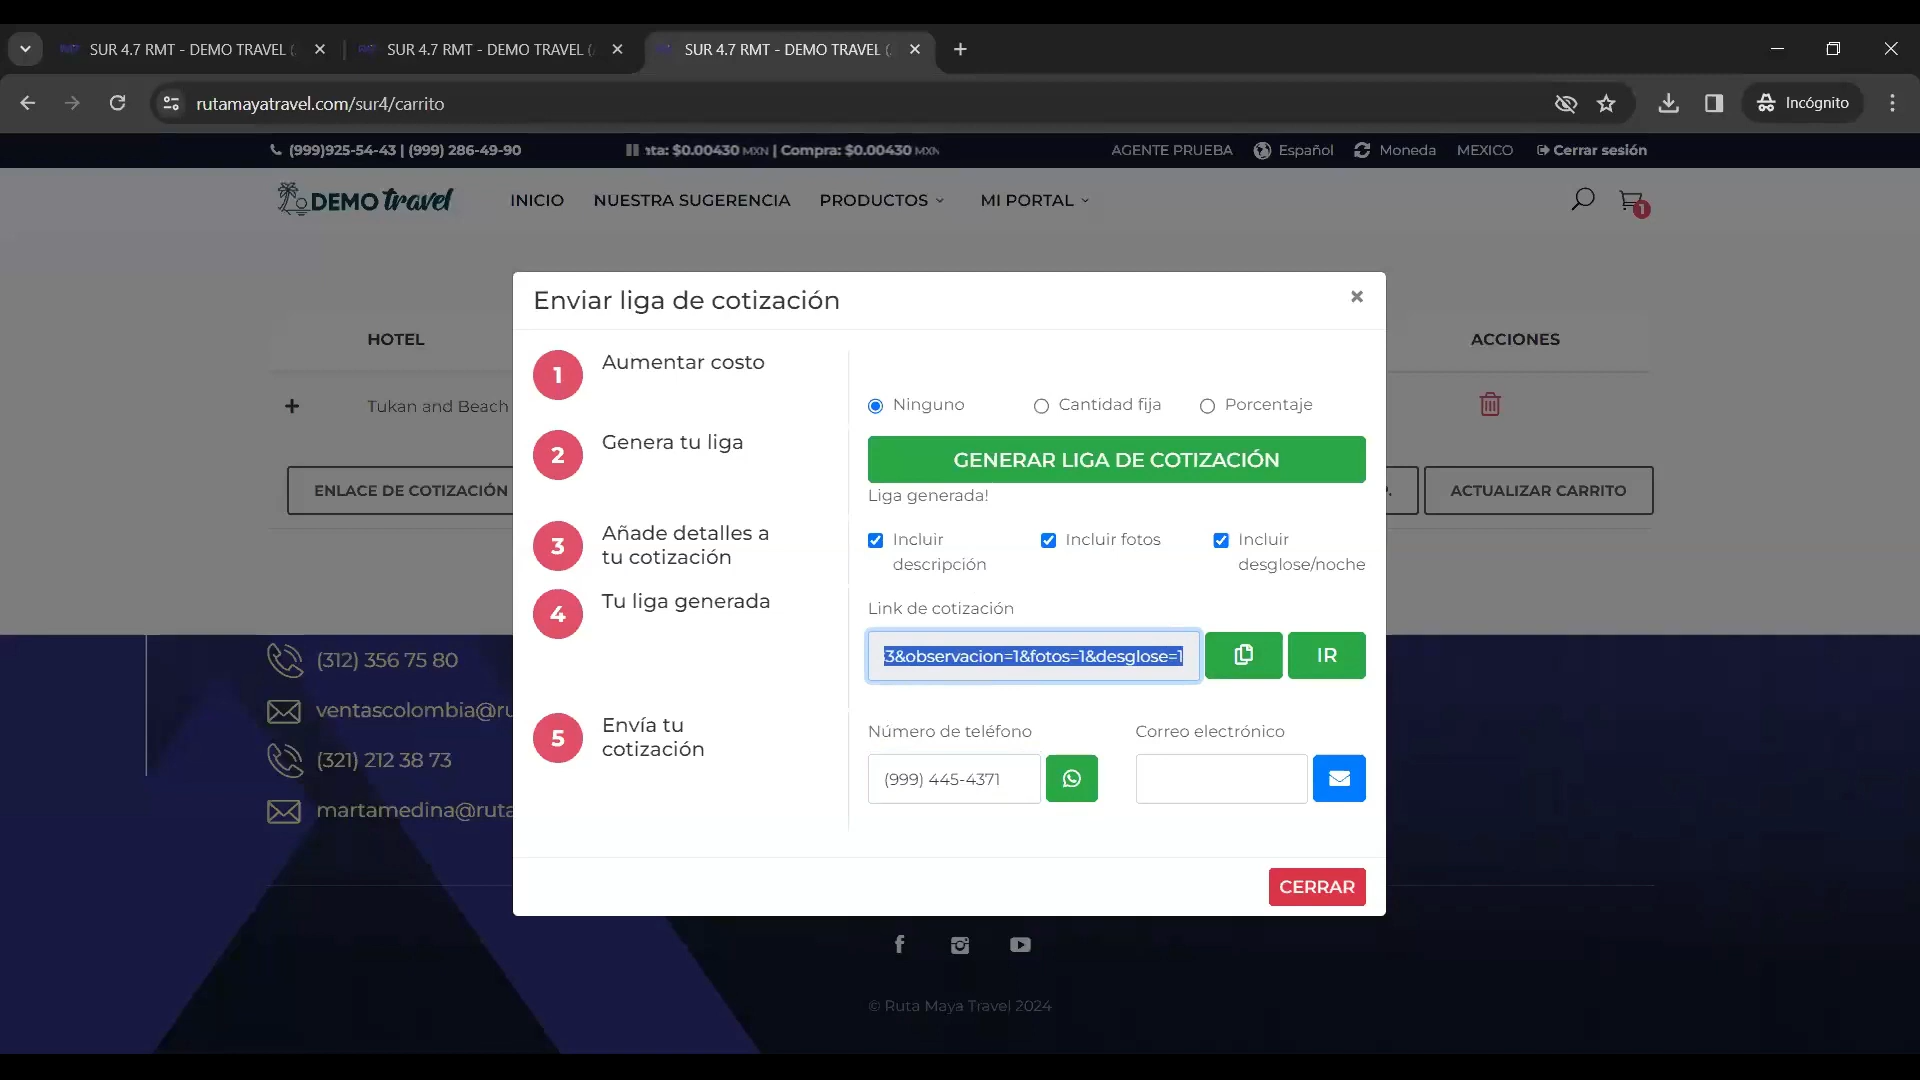 SUR 4.7 RMT - DEMO TRAVEL (
SUR 4.7 RMT - DEMO TRAVEL (
SUR 4.7 RMT - DEMO TRAVEL (
rutamayatravel.com/sur4/carrito
Incógnito
(999)925-54-43 | (999) 286-49-90
ta: $0.00430 MXN | Compra: $0.00430 MXN
AGENTE PRUEBA
Español
Moneda
MEXICO
Cerrar sesión
DEMO travel
INICIO
NUESTRA SUGERENCIA
PRODUCTOS
MI PORTAL
1
HOTEL
ACCIONES
Tukan and Beach
ENLACE DE COTIZACIÓN
P.
ACTUALIZAR CARRITO
Enviar liga de cotización
×
1
Aumentar costo
Ninguno
Cantidad fija
Porcentaje
2
Genera tu liga
GENERAR LIGA DE COTIZACIÓN
Liga generada!
3
Añade detalles a
tu cotización
Incluir
descripción
Incluir fotos
Incluir
desglose/noche
4
Tu liga generada
Link de cotización
3&observacion=1&fotos=1&desglose=1
IR
5
Envía tu
cotización
Número de teléfono
Correo electrónico
(999) 445-4371
CERRAR
(312) 356 75 80
ventascolombia@ru
(321) 212 38 73
martamedina@ruta
© Ruta Maya Travel 2024